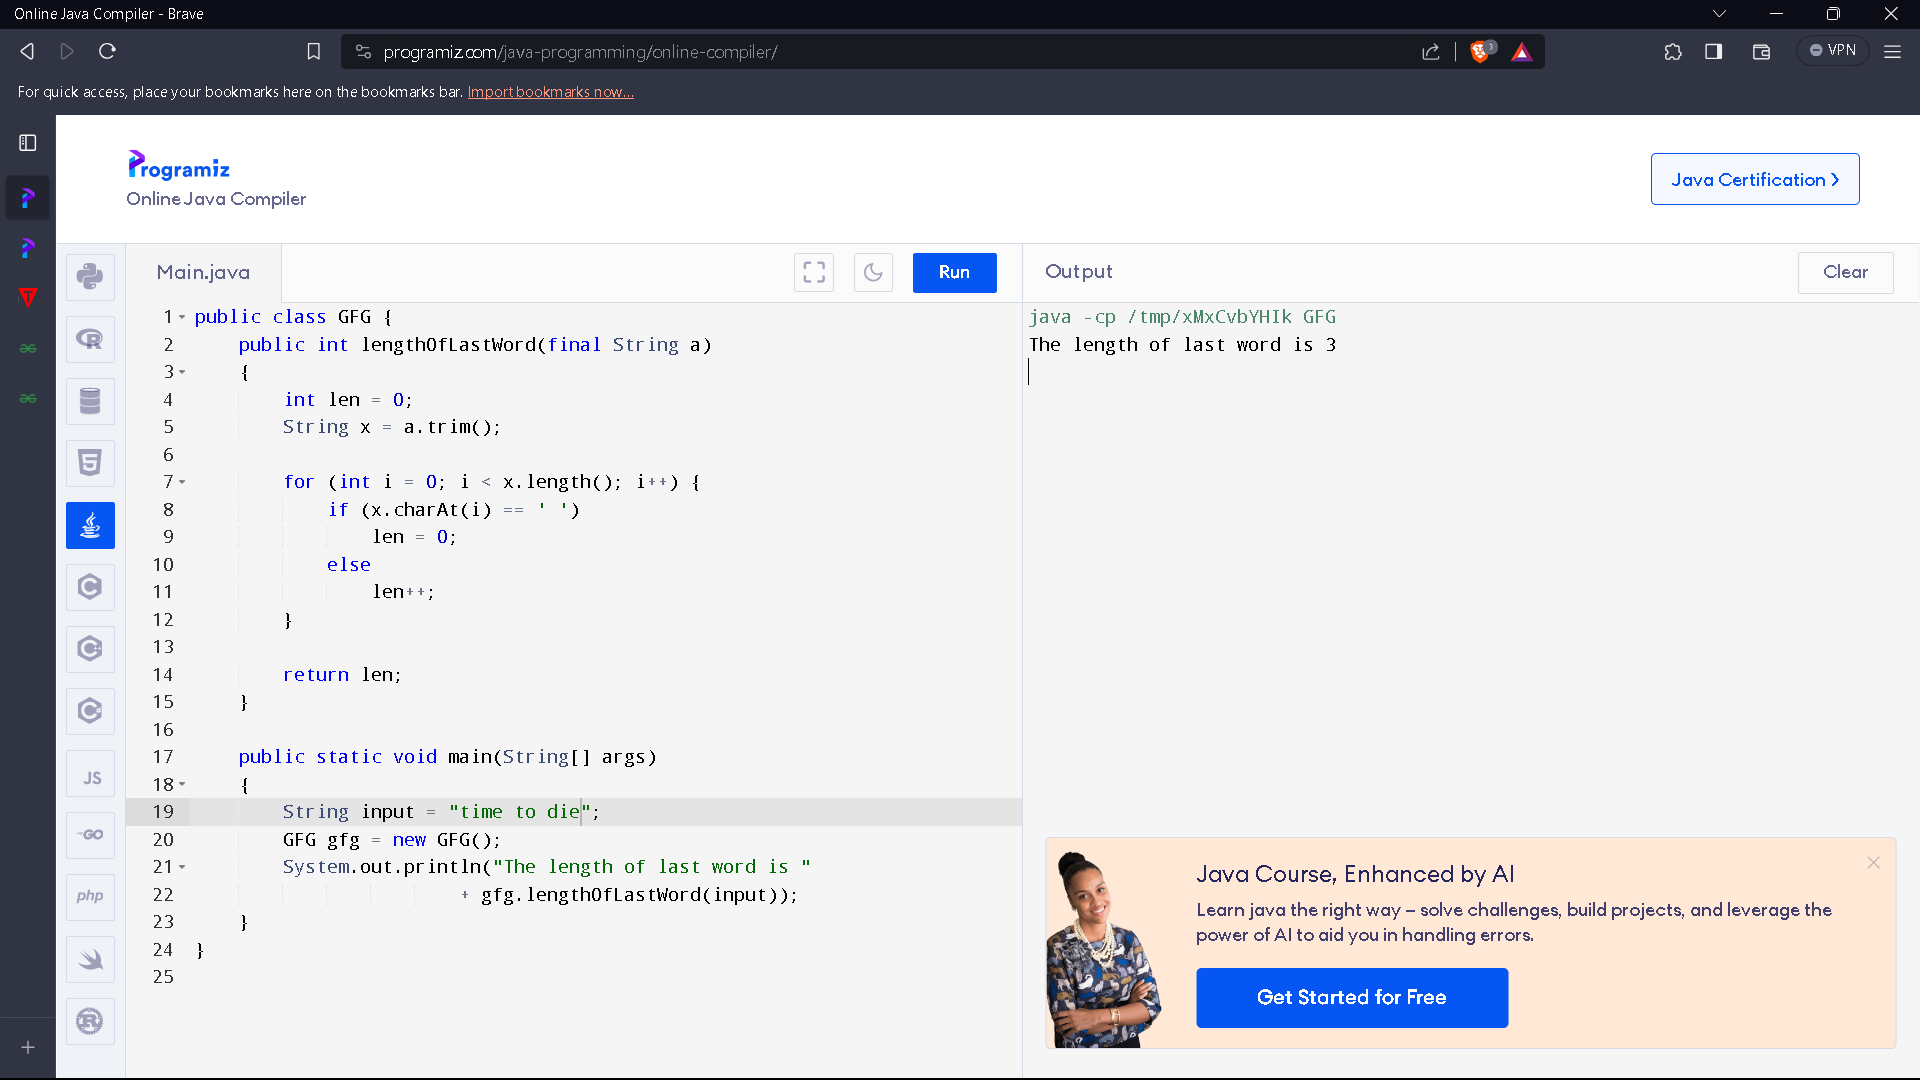 Online Java Compiler - Brave
programiz.com/java-programming/online-compiler/
3
VPN
For quick access, place your bookmarks here on the bookmarks bar. Import bookmarks now...
Programiz
Online Java Compiler
Java Certification
Main.java
Run
Output
Clear
1 public class GFG {
2     public int lengthOfLastWord(final String a)
3     {
4         int len = 0;
5         String x = a.trim();
6
7         for (int i = 0; i < x.length(); i++) {
8             if (x.charAt(i) == ' ')
9                 len = 0;
10             else
11                 len++;
12         }
13
14         return len;
15     }
16
17     public static void main(String[] args)
18     {
19         String input = "time to die";
20         GFG gfg = new GFG();
21         System.out.println("The length of last word is "
22                         + gfg.lengthOfLastWord(input));
23     }
24 }
25
java -cp /tmp/xMxCvbYHIk GFG
The length of last word is 3
R
5
C
C
C
JS
GO
php
R
Java Course, Enhanced by AI
Learn java the right way – solve challenges, build projects, and leverage the
power of AI to aid you in handling errors.
Get Started for Free